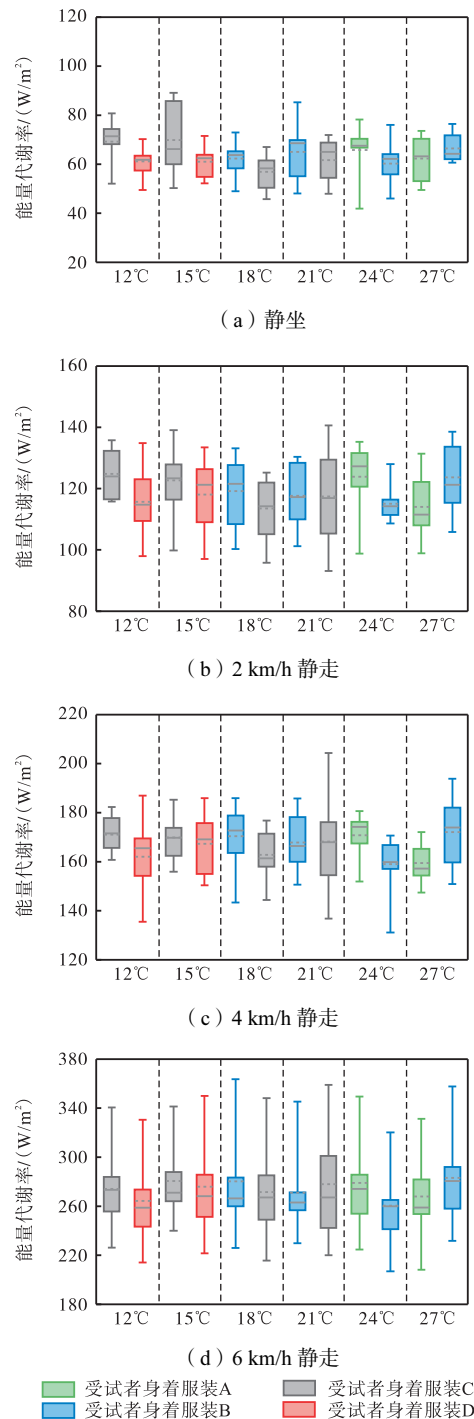 能量代谢率/(W/m²)
120
100
80
60
40
20
12℃ 15℃ 18℃ 21℃ 24℃ 27℃
（a）静坐
能量代谢率/(W/m²)
160
140
120
100
80
12℃ 15℃ 18℃ 21℃ 24℃ 27℃
（b）2 km/h 静走
能量代谢率/(W/m²)
220
200
180
160
140
120
12℃ 15℃ 18℃ 21℃ 24℃ 27℃
（c）4 km/h 静走
能量代谢率/(W/m²)
380
340
300
260
220
180
12℃ 15℃ 18℃ 21℃ 24℃ 27℃
（d）6 km/h 静走
受试者身着服装A 受试者身着服装C
受试者身着服装B 受试者身着服装D